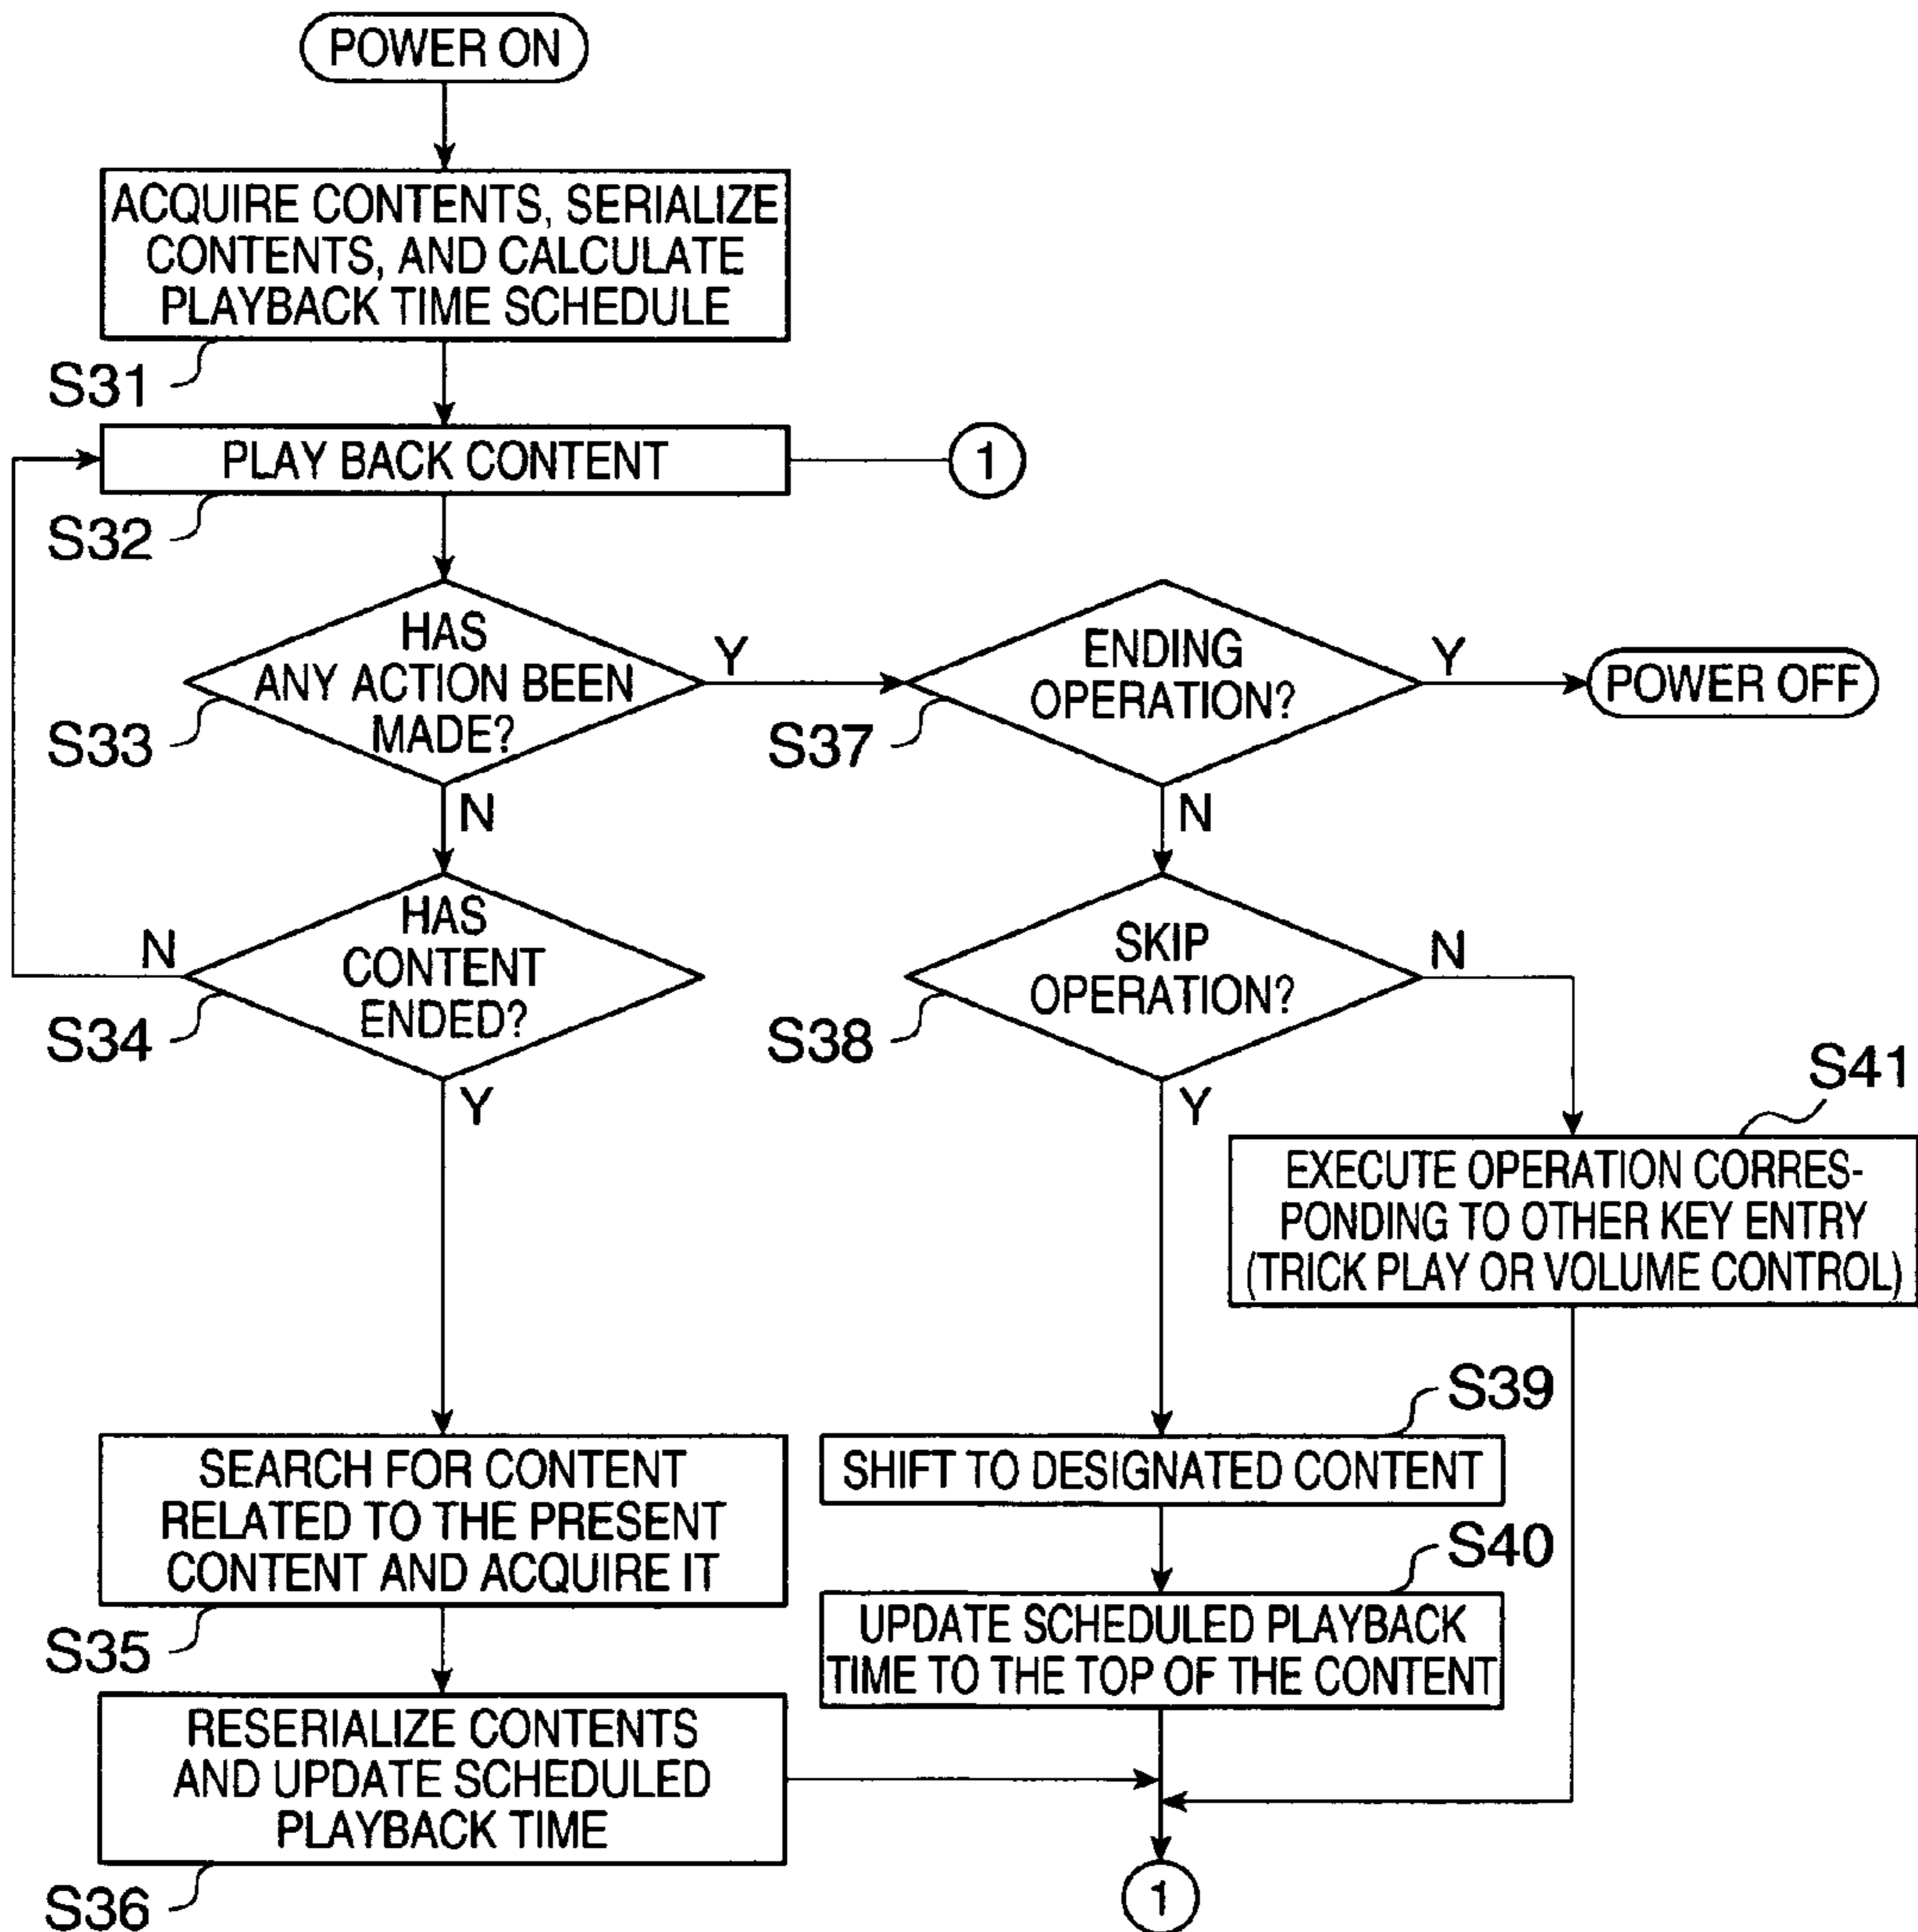 POWER ON
ACQUIRE CONTENTS, SERIALIZE
CONTENTS, AND CALCULATE
PLAYBACK TIME SCHEDULE
S31
PLAY BACK CONTENT
1
S32
HAS
ANY ACTION BEEN
MADE?
Y
S33
N
ENDING
OPERATION?
Y
S37
N
POWER OFF
HAS
CONTENT
ENDED?
N
S34
Y
SKIP
OPERATION?
N
S38
Y
S41
EXECUTE OPERATION CORRES-
PONDING TO OTHER KEY ENTRY
(TRICK PLAY OR VOLUME CONTROL)
S39
SEARCH FOR CONTENT
RELATED TO THE PRESENT
CONTENT AND ACQUIRE IT
S35
SHIFT TO DESIGNATED CONTENT
S40
UPDATE SCHEDULED PLAYBACK
TIME TO THE TOP OF THE CONTENT
RESERIALIZE CONTENTS
AND UPDATE SCHEDULED
PLAYBACK TIME
S36
1